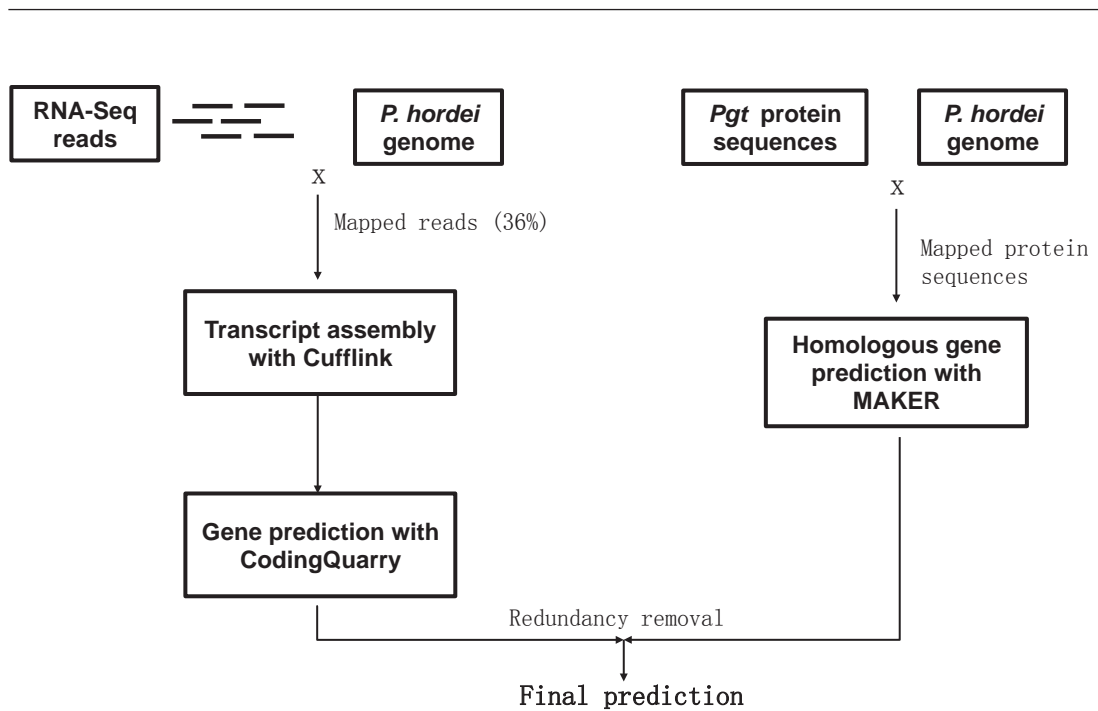 RNA-Seq
reads
P. hordei
genome
X
Mapped reads (36%)
Transcript assembly
with Cufflink
Gene prediction with
CodingQuarry
Pgt protein
sequences
P. hordei
genome
X
Mapped protein
sequences
Homologous gene
prediction with
MAKER
Redundancy removal
Final prediction